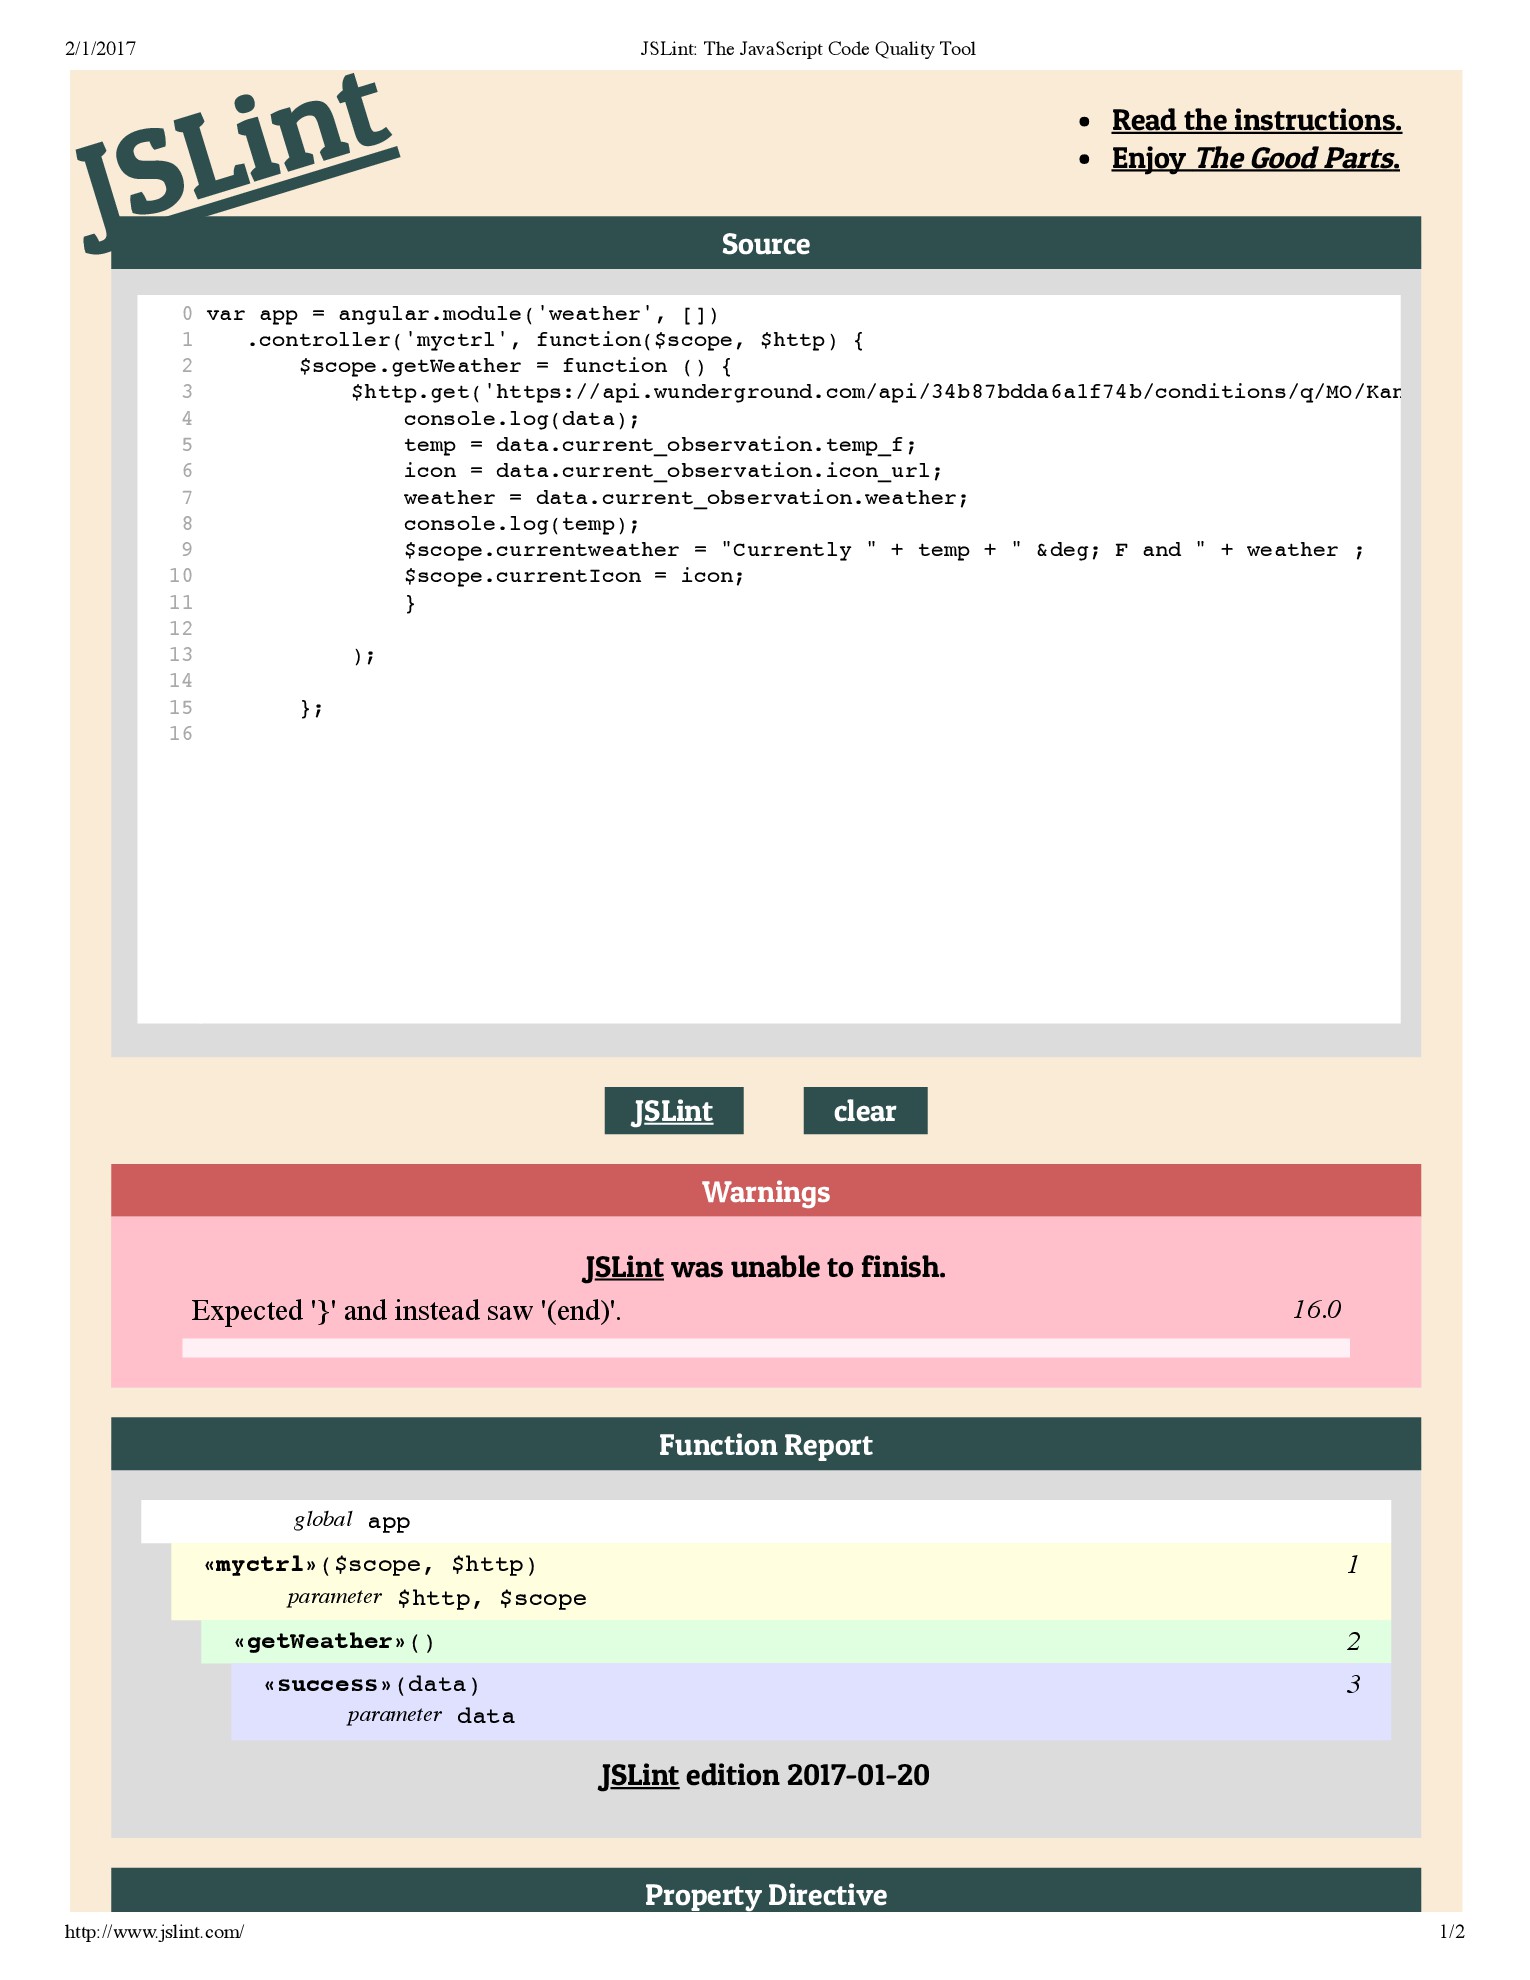 2/1/2017 JSLint: The JavaScript Code Quality Tool
JSLint
• Read the instructions.
• Enjoy The Good Parts.
Source
0 var app = angular.module('weather', [])
1 .controller('myctrl', function($scope, $http) {
2 $scope.getWeather = function () {
3 $http.get('https://api.wunderground.com/api/34b87bdda6a1f74b/conditions/q/MO/Kan
4 console.log(data);
5 temp = data.current_observation.temp_f;
6 icon = data.current_observation.icon_url;
7 weather = data.current_observation.weather;
8 console.log(temp);
9 $scope.currentweather = "Currently " + temp + " &deg; F and " + weather ;
10 $scope.currentIcon = icon;
11 }
12
13 );
14
15 };
16
JSLint clear
Warnings
JSLint was unable to finish.
Expected '}' and instead saw '(end)'. 16.0
Function Report
global app
«myctrl»($scope, $http) 1
parameter $http, $scope
«getWeather»() 2
«success»(data) 3
parameter data
JSLint edition 2017-01-20
Property Directive
http://www.jslint.com/ 1/2